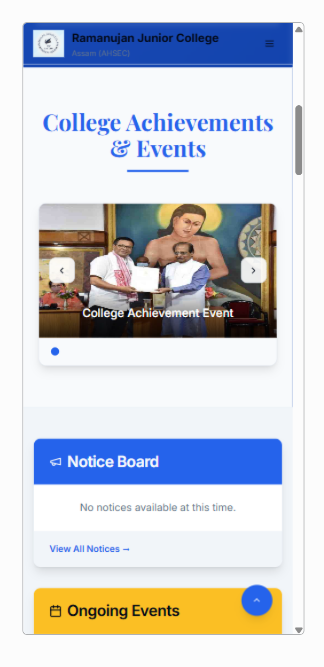 Ramanujan Junior College
Assam (AHSEC)
College Achievements
& Events
College Achievement Event
Notice Board
No notices available at this time.
View All Notices →
Ongoing Events